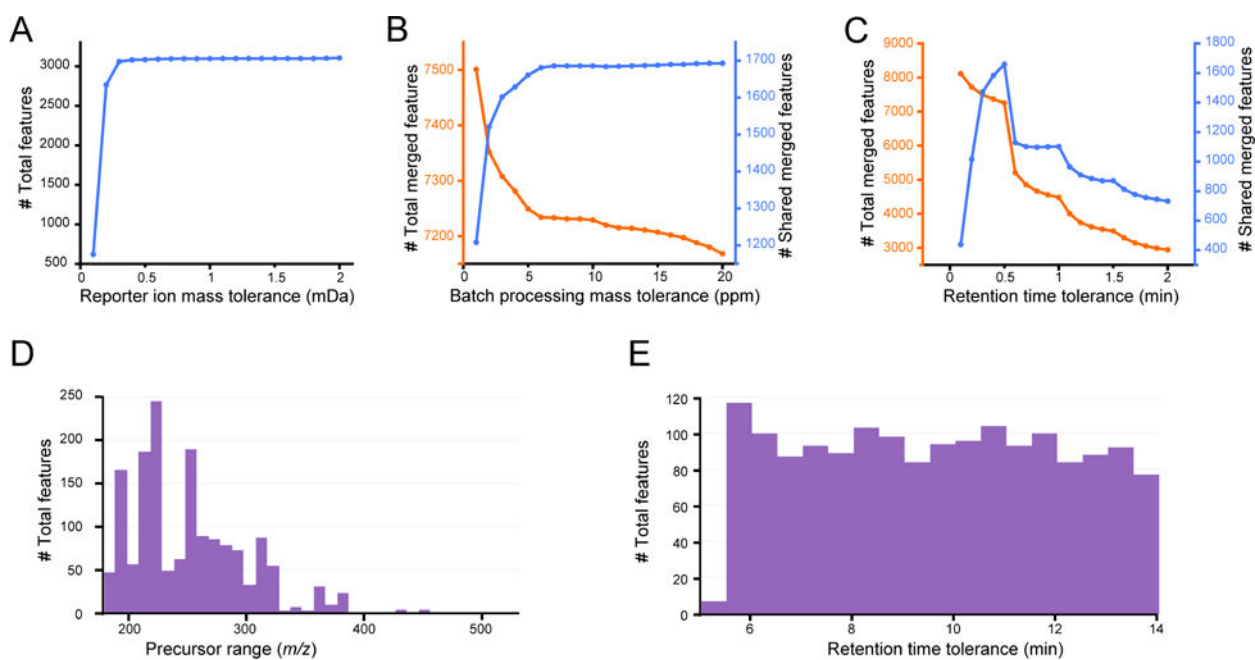 A
# Total features
3000
2500
2000
1500
1000
500
0 0.5 1 1.5 2
Reporter ion mass tolerance (mDa)
B
# Total merged features
7500
7400
7300
7200
1700
1600
1500
1400
1300
1200
# Shared merged features
0 5 10 15 20
Batch processing mass tolerance (ppm)
C
# Total merged features
9000
8000
7000
6000
5000
4000
3000
1800
1600
1400
1200
1000
800
600
400
# Shared merged features
0 0.5 1 1.5 2
Retention time tolerance (min)
D
# Total features
250
200
150
100
50
0
200 300 400 500
Precursor range (m/z)
E
# Total features
120
100
80
60
40
20
0
6 8 10 12 14
Retention time tolerance (min)